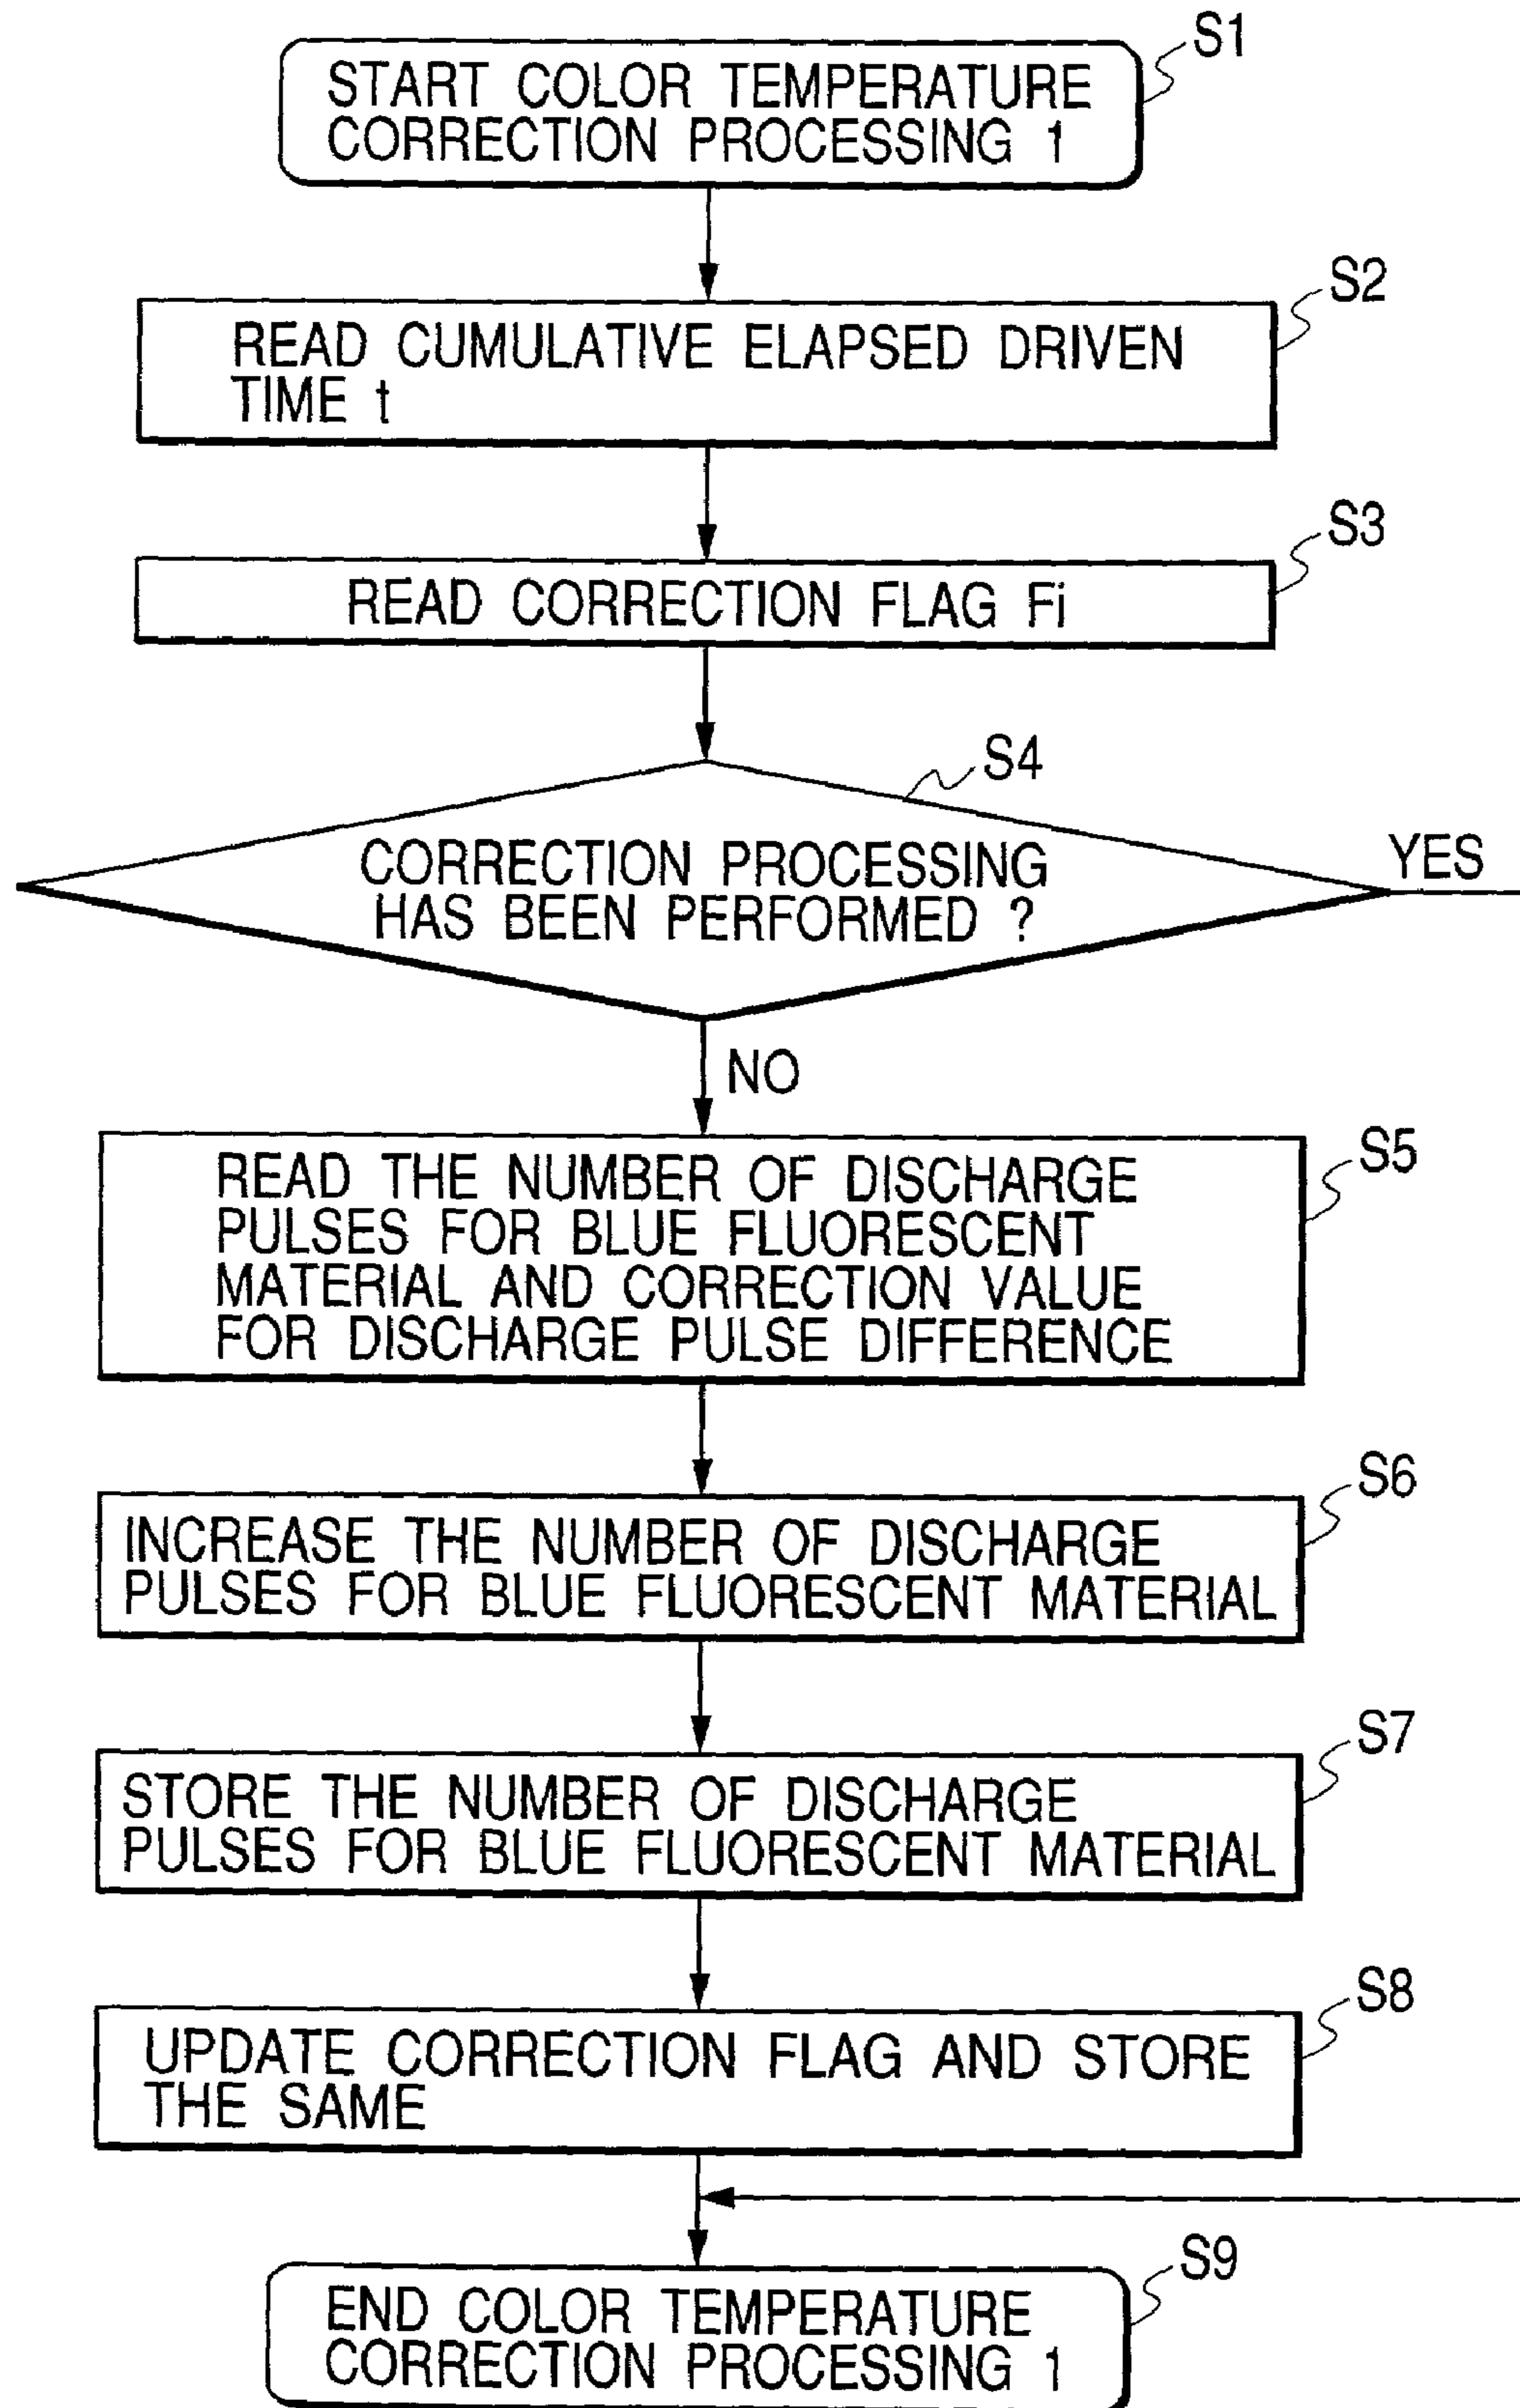 S1
START COLOR TEMPERATURE
CORRECTION PROCESSING 1
S2
READ CUMULATIVE ELAPSED DRIVEN
TIME t
S3
READ CORRECTION FLAG Fi
S4
CORRECTION PROCESSING
HAS BEEN PERFORMED ?
YES
NO
S5
READ THE NUMBER OF DISCHARGE
PULSES FOR BLUE FLUORESCENT
MATERIAL AND CORRECTION VALUE
FOR DISCHARGE PULSE DIFFERENCE
S6
INCREASE THE NUMBER OF DISCHARGE
PULSES FOR BLUE FLUORESCENT MATERIAL
S7
STORE THE NUMBER OF DISCHARGE
PULSES FOR BLUE FLUORESCENT MATERIAL
S8
UPDATE CORRECTION FLAG AND STORE
THE SAME
S9
END COLOR TEMPERATURE
CORRECTION PROCESSING 1